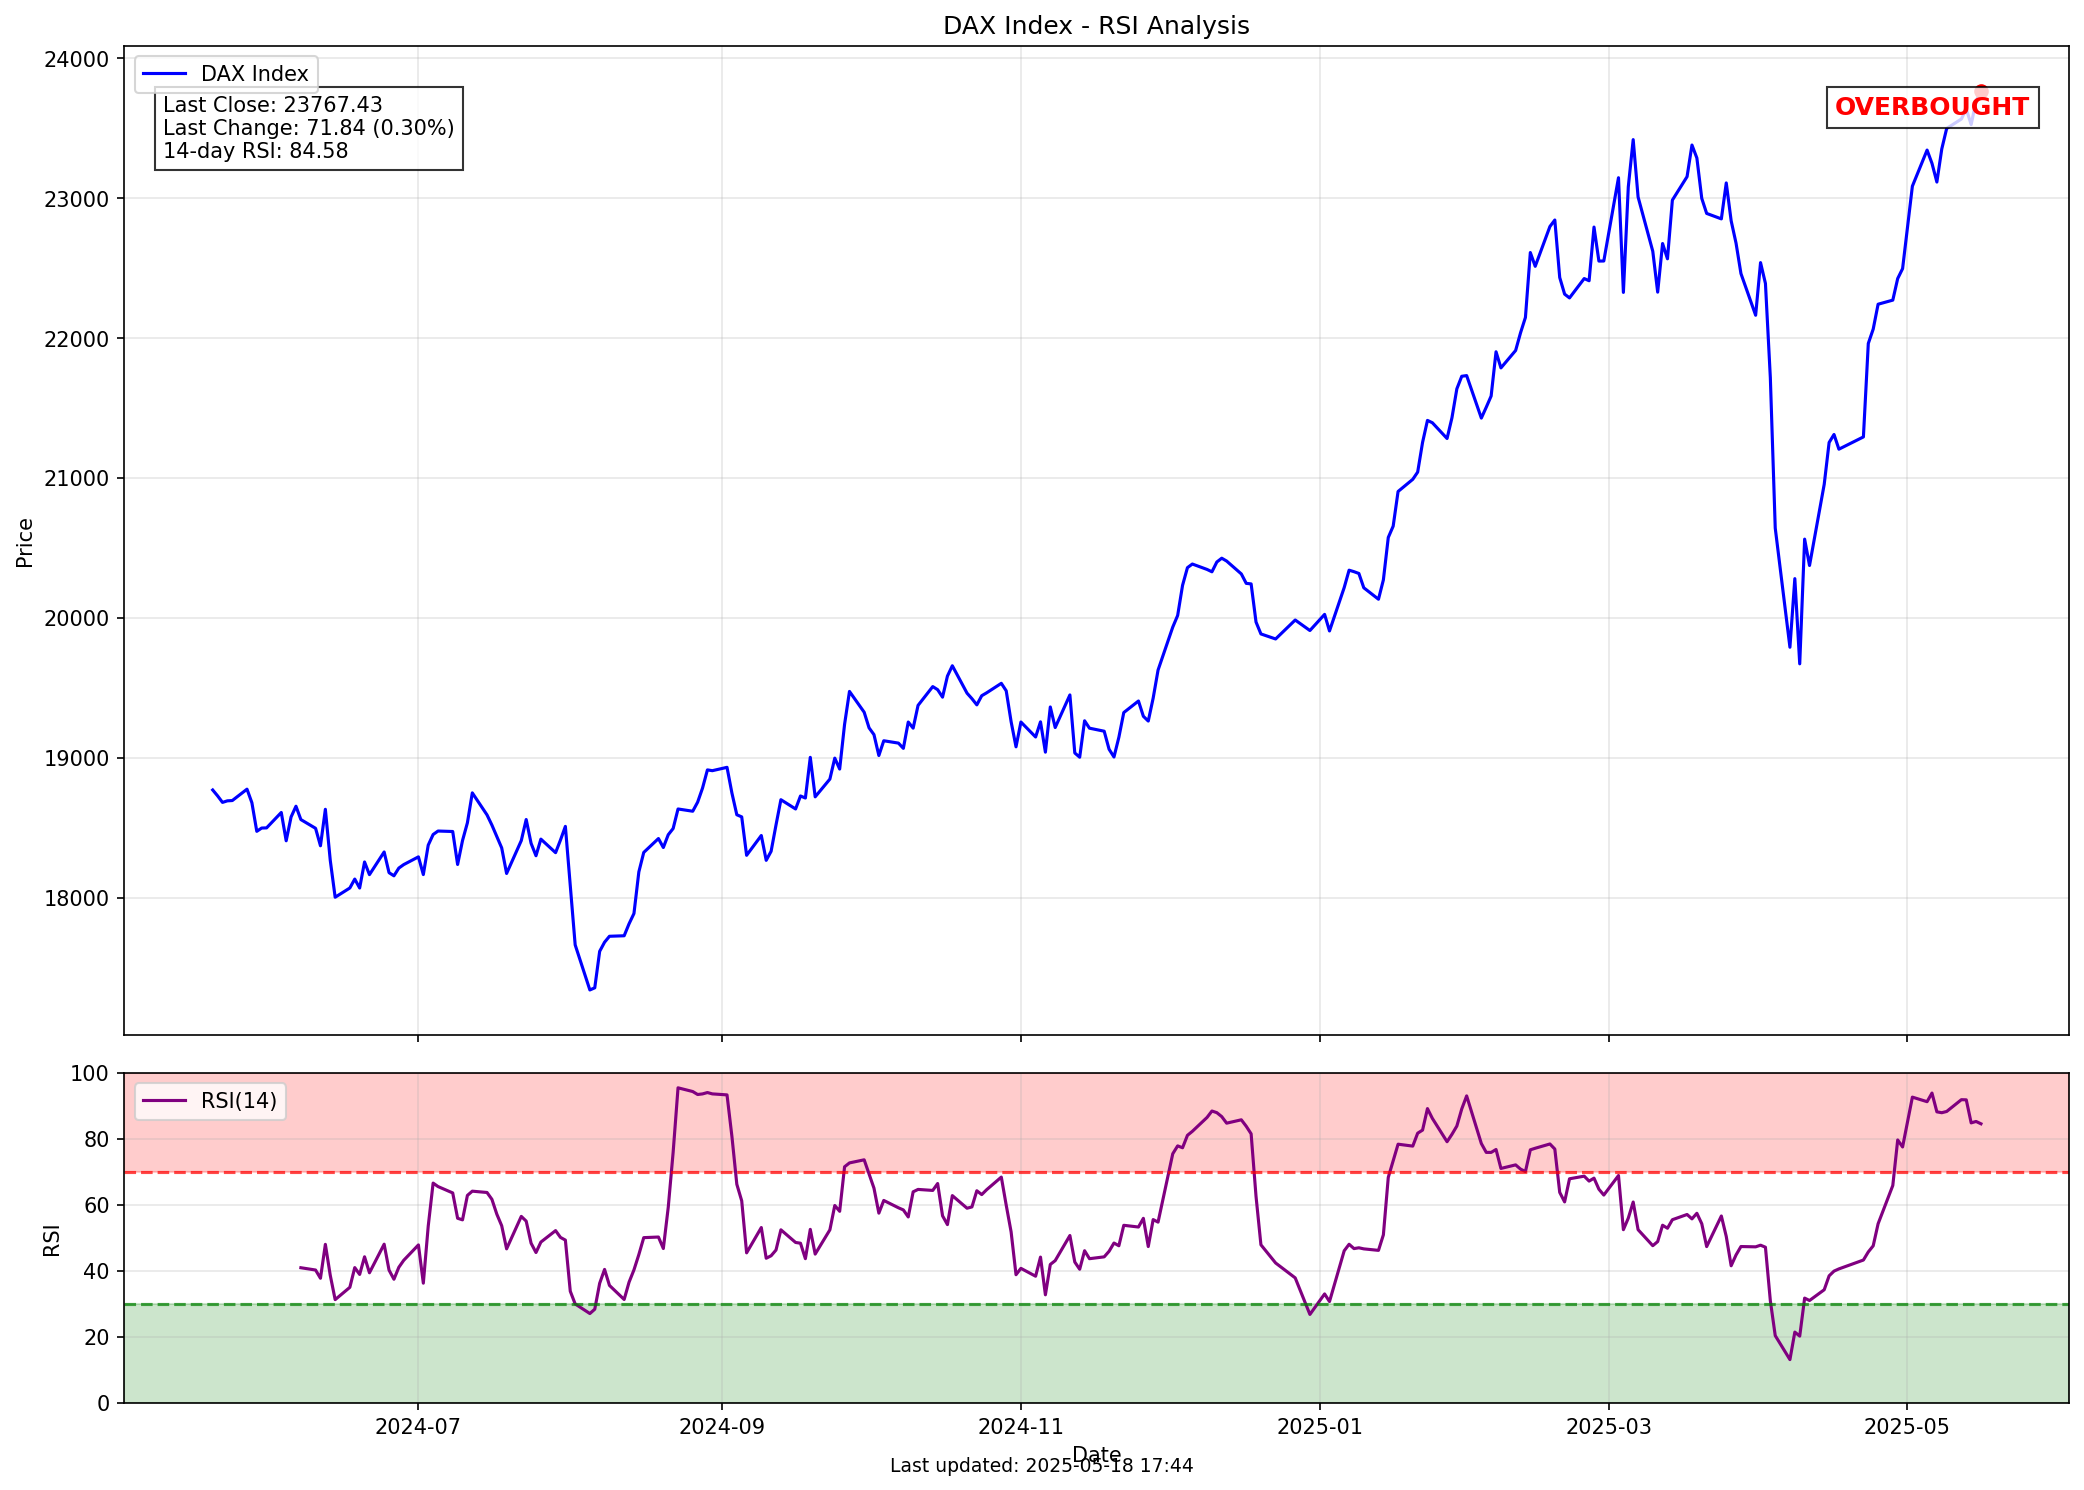 DAX Index - RSI Analysis
DAX Index
Last Close: 23767.43
Last Change: 71.84 (0.30%)
14-day RSI: 84.58
OVERBOUGHT
24000
23000
22000
21000
20000
19000
18000
Price
RSI(14)
100
80
60
40
20
0
RSI
2024-07
2024-09
2024-11
2025-01
2025-03
2025-05
Date
Last updated: 2025-05-18 17:44